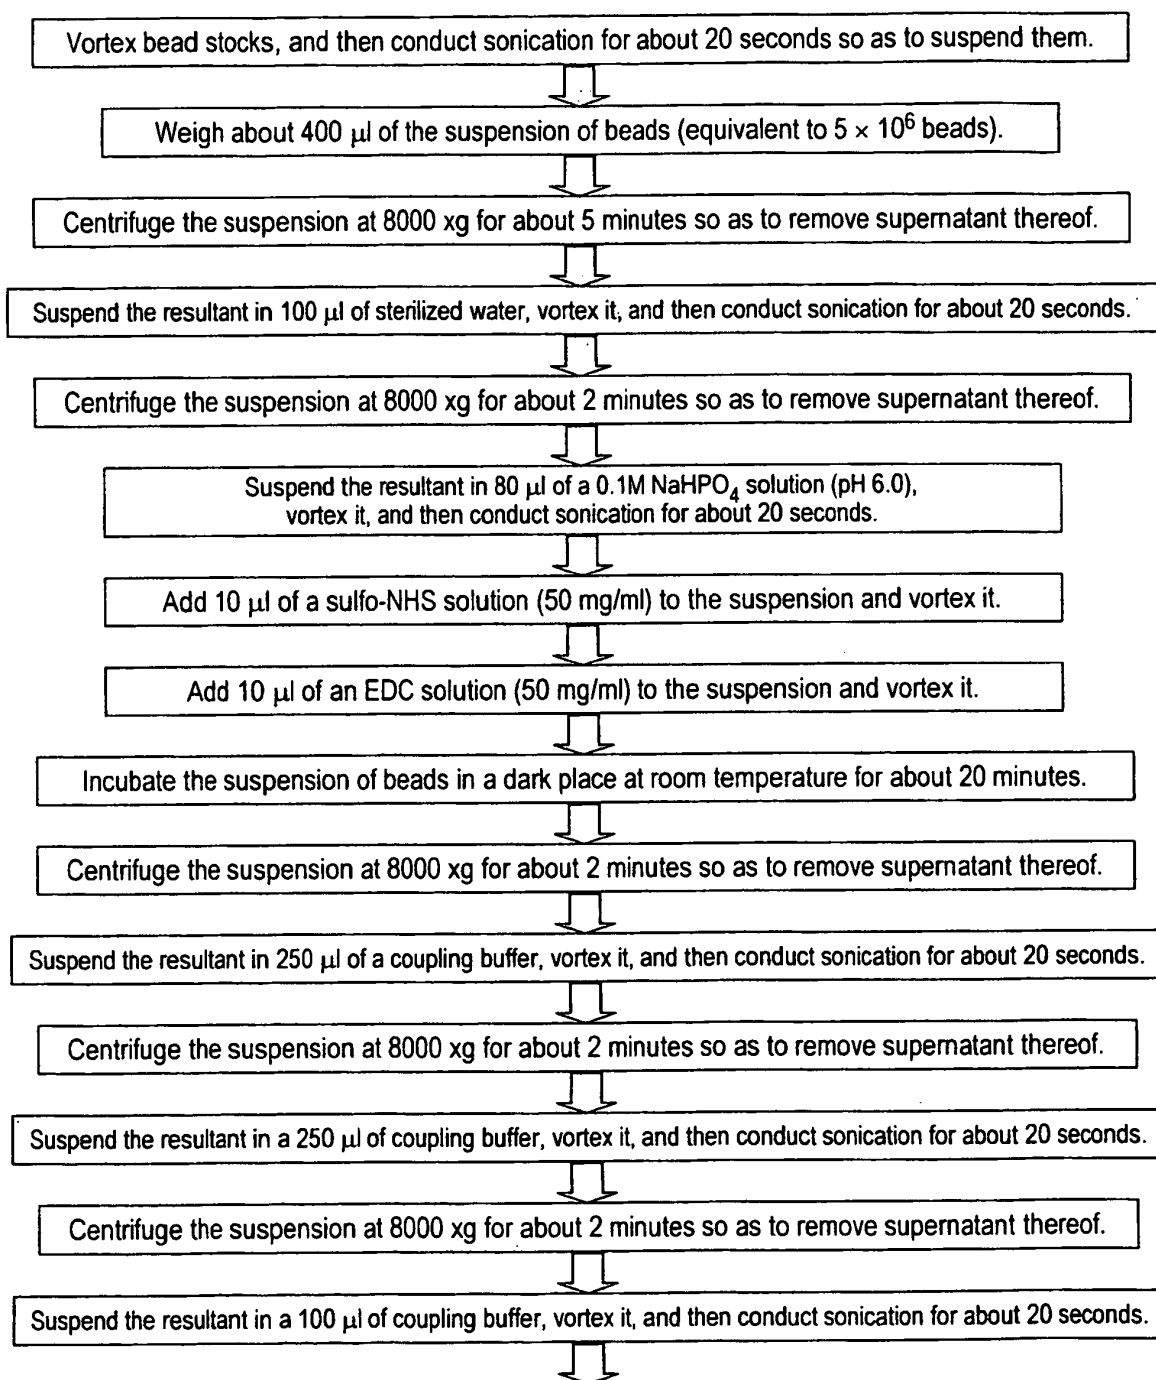 Vortex bead stocks, and then conduct sonication for about 20 seconds so as to suspend them.
Weigh about 400 μl of the suspension of beads (equivalent to 5 × 10⁶ beads).
Centrifuge the suspension at 8000 xg for about 5 minutes so as to remove supernatant thereof.
Suspend the resultant in 100 μl of sterilized water, vortex it, and then conduct sonication for about 20 seconds.
Centrifuge the suspension at 8000 xg for about 2 minutes so as to remove supernatant thereof.
Suspend the resultant in 80 μl of a 0.1M NaHPO₄ solution (pH 6.0),
vortex it, and then conduct sonication for about 20 seconds.
Add 10 μl of a sulfo-NHS solution (50 mg/ml) to the suspension and vortex it.
Add 10 μl of an EDC solution (50 mg/ml) to the suspension and vortex it.
Incubate the suspension of beads in a dark place at room temperature for about 20 minutes.
Centrifuge the suspension at 8000 xg for about 2 minutes so as to remove supernatant thereof.
Suspend the resultant in 250 μl of a coupling buffer, vortex it, and then conduct sonication for about 20 seconds.
Centrifuge the suspension at 8000 xg for about 2 minutes so as to remove supernatant thereof.
Suspend the resultant in a 250 μl of coupling buffer, vortex it, and then conduct sonication for about 20 seconds.
Centrifuge the suspension at 8000 xg for about 2 minutes so as to remove supernatant thereof.
Suspend the resultant in a 100 μl of coupling buffer, vortex it, and then conduct sonication for about 20 seconds.